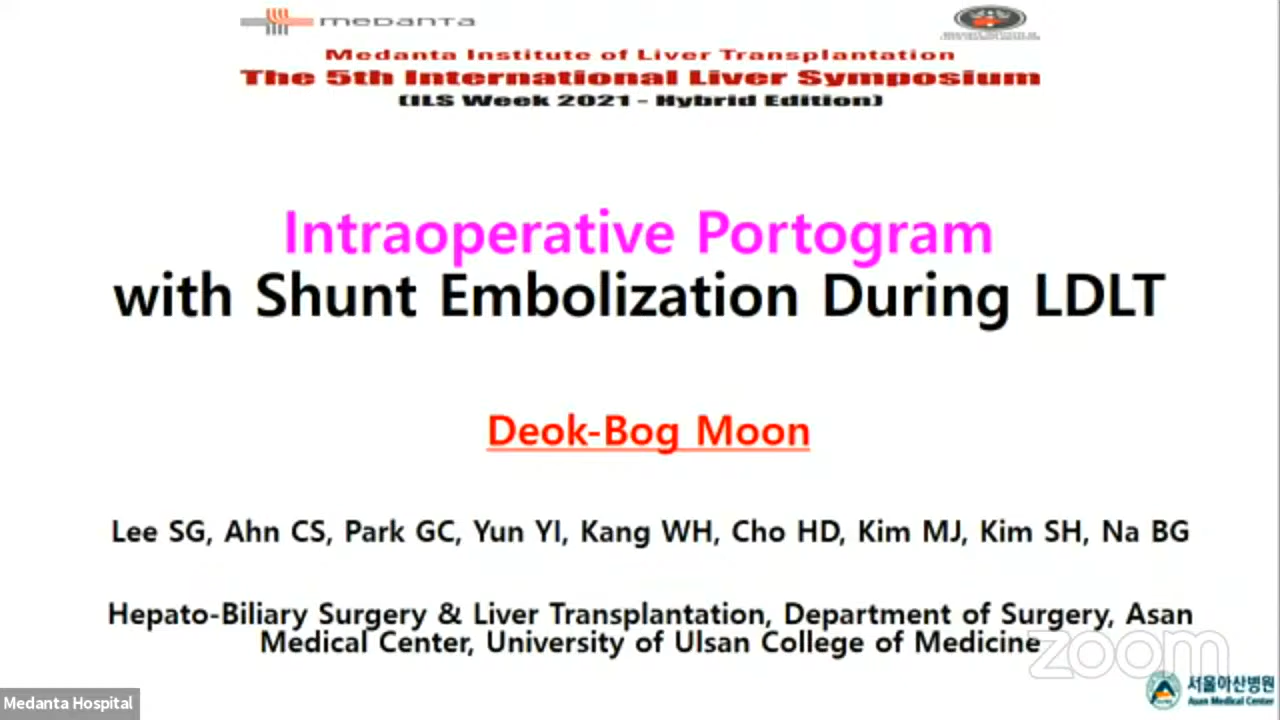 medanta
Medanta Institute of Liver Transplantation
The 5th International Liver Symposium
(ILS Week 2021 - Hybrid Edition)
Intraoperative Portogram
with Shunt Embolization During LDLT
Deok-Bog Moon
Lee SG, Ahn CS, Park GC, Yun YI, Kang WH, Cho HD, Kim MJ, Kim SH, Na BG
Hepato-Biliary Surgery & Liver Transplantation, Department of Surgery, Asan
Medical Center, University of Ulsan College of Medicine
zoom
서울아산병원
Asan Medical Center
Medanta Hospital